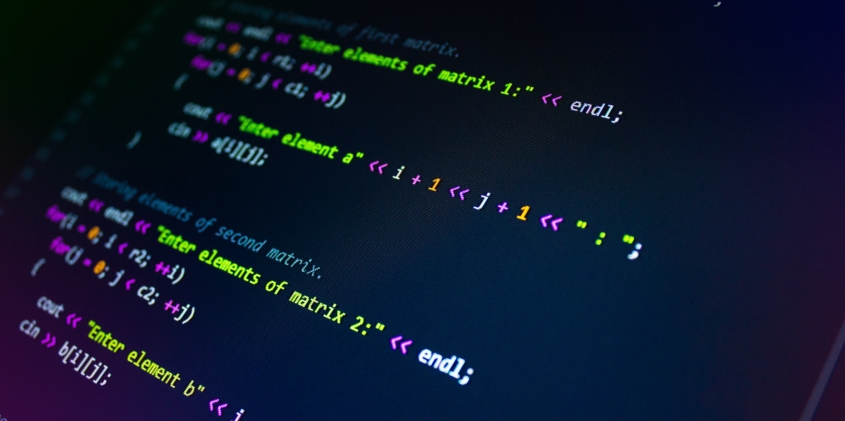 // Storing elements of first matrix.
cout << endl << "Enter elements of matrix 1:" << endl;
for(i = 0; i < r1; ++i)
for(j = 0; j < c1; ++j)
{
cout << "Enter element a" << i + 1 << j + 1 << " : ";
cin >> a[i][j];
}
// Storing elements of second matrix.
cout << endl << "Enter elements of matrix 2:" << endl;
for(i = 0; i < r2; ++i)
for(j = 0; j < c2; ++j)
{
cout << "Enter element b" << i
cin >> b[i][j];